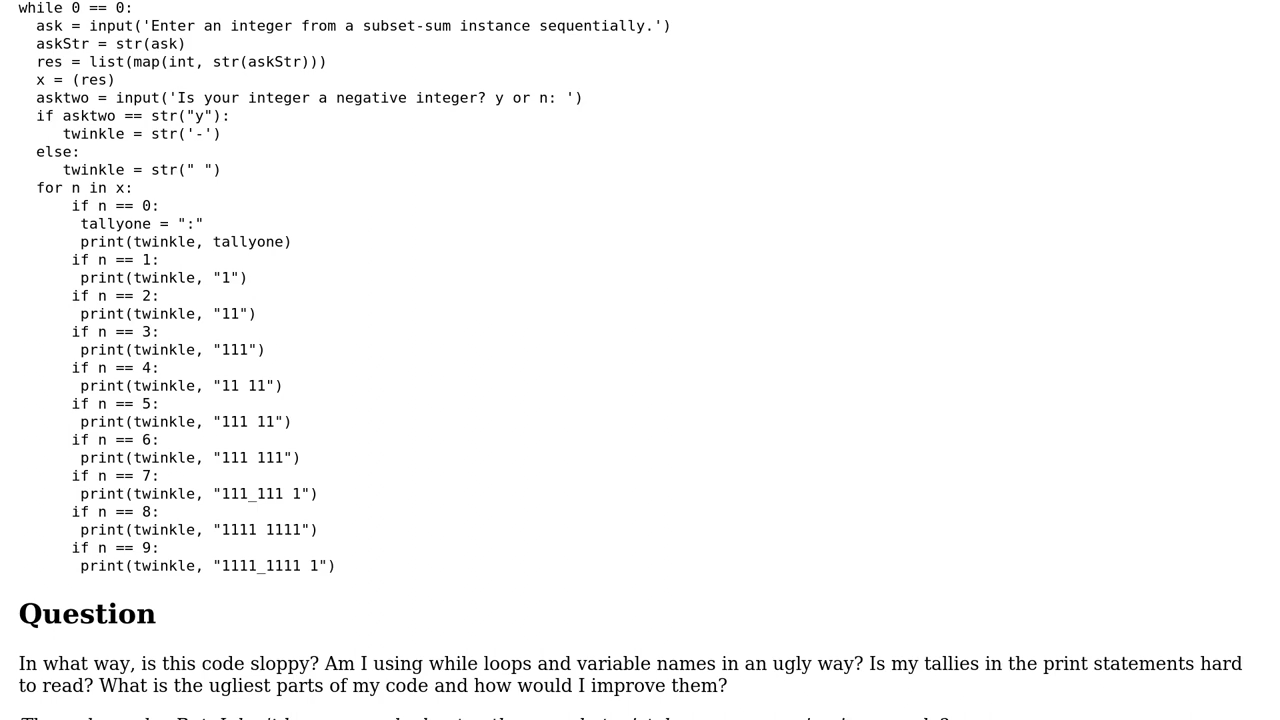 while 0 == 0:
  ask = input('Enter an integer from a subset-sum instance sequentially.')
  askStr = str(ask)
  res = list(map(int, str(askStr)))
  x = (res)
  asktwo = input('Is your integer a negative integer? y or n: ')
  if asktwo == str("y"):
     twinkle = str('-')
  else:
     twinkle = str(" ")
  for n in x:
      if n == 0:
       tallyone = ":"
       print(twinkle, tallyone)
      if n == 1:
       print(twinkle, "1")
      if n == 2:
       print(twinkle, "11")
      if n == 3:
       print(twinkle, "111")
      if n == 4:
       print(twinkle, "11 11")
      if n == 5:
       print(twinkle, "111 11")
      if n == 6:
       print(twinkle, "111 111")
      if n == 7:
       print(twinkle, "111_111 1")
      if n == 8:
       print(twinkle, "1111 1111")
      if n == 9:
       print(twinkle, "1111_1111 1")
Question
In what way, is this code sloppy? Am I using while loops and variable names in an ugly way? Is my tallies in the print statements hard
to read? What is the ugliest parts of my code and how would I improve them?